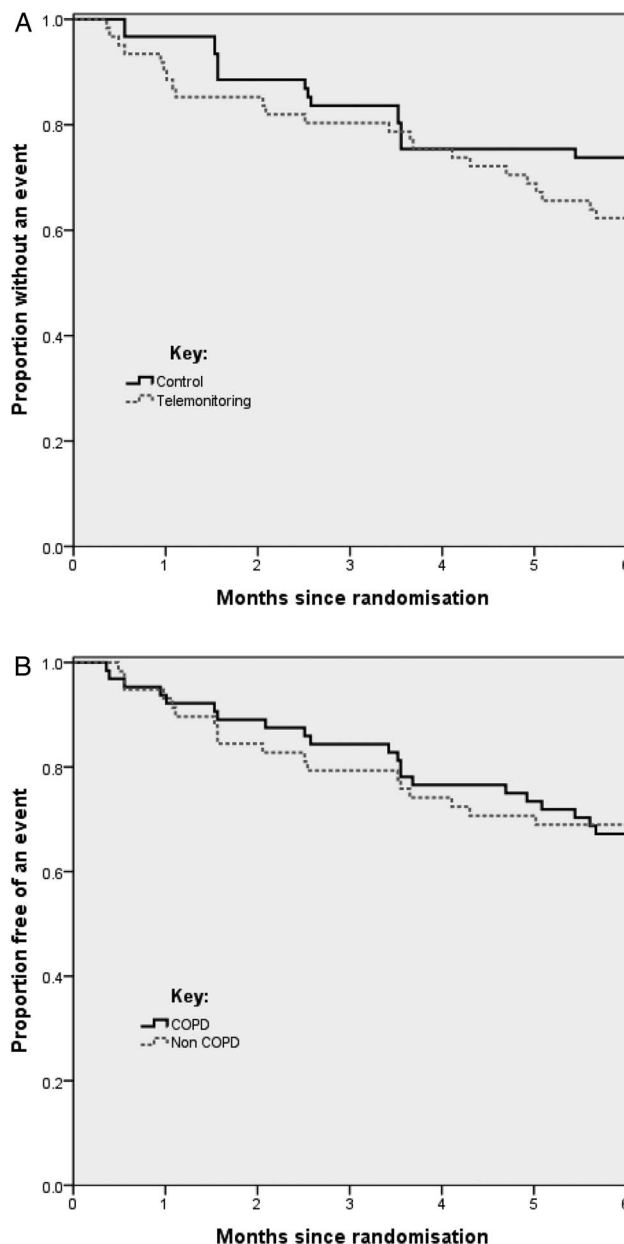 A
Proportion without an event
1.0
0.8
0.6
0.4
0.2
0.0
Key:
Control
Telemonitoring
0 1 2 3 4 5 6
Months since randomisation
B
Proportion free of an event
1.0
0.8
0.6
0.4
0.2
0.0
Key:
COPD
Non COPD
0 1 2 3 4 5 6
Months since randomisation